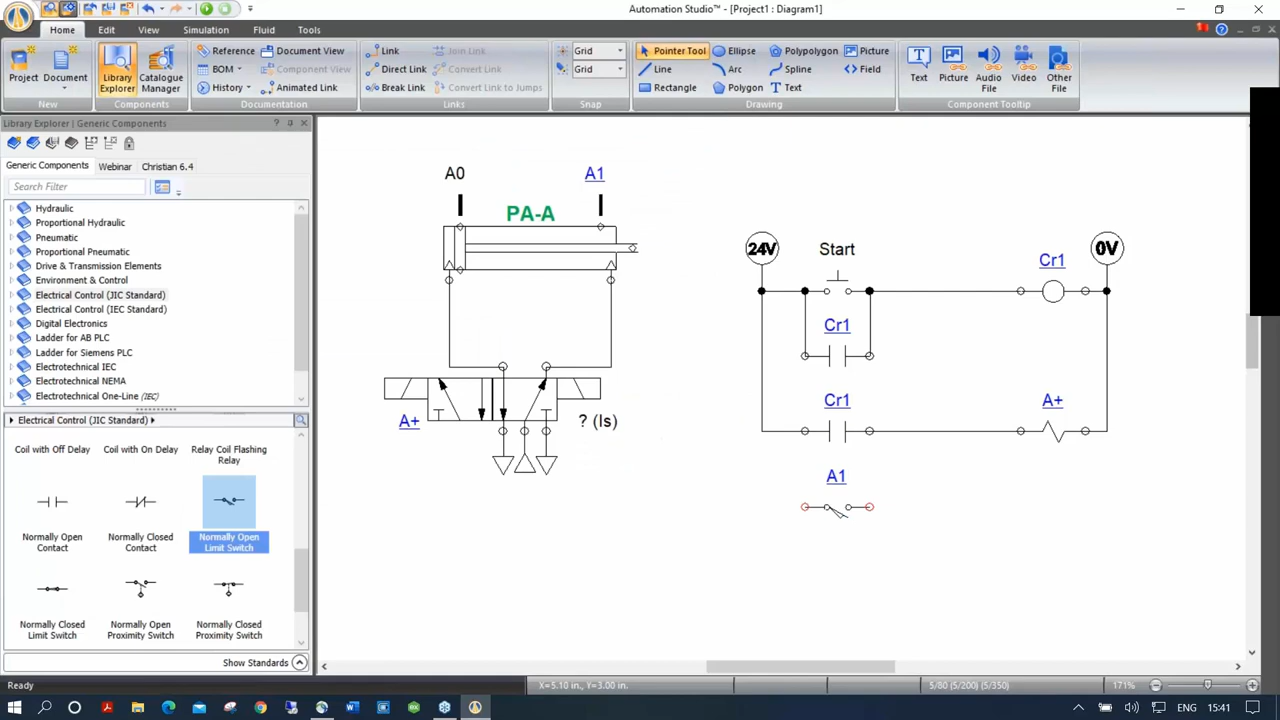 Automation Studio™ - [Project1 : Diagram1]
Home Edit View Simulation Fluid Tools
Project
Document
Library Explorer
Catalogue Manager
Reference
BOM
History
Document View
Component View
Animated Link
Link
Direct Link
Break Link
Join Link
Convert Link
Convert Link to Jumps
Grid
Grid
Pointer Tool
Line
Rectangle
Ellipse
Arc
Polygon
Polypolygon
Spline
Text
Picture
Field
Text
Picture
Audio File
Video
Other File
New Components Documentation Links Snap Drawing Component Tooltip
Library Explorer | Generic Components
Generic Components Webinar Christian 6.4
Search Filter
Hydraulic
Proportional Hydraulic
Pneumatic
Proportional Pneumatic
Drive & Transmission Elements
Environment & Control
Electrical Control (JIC Standard)
Electrical Control (IEC Standard)
Digital Electronics
Ladder for AB PLC
Ladder for Siemens PLC
Electrotechnical IEC
Electrotechnical NEMA
Electrotechnical One-Line (IEC)
Electrical Control (JIC Standard)
Coil with Off Delay
Coil with On Delay
Relay Coil Flashing Relay
Normally Open Contact
Normally Closed Contact
Normally Open Limit Switch
Normally Closed Limit Switch
Normally Open Proximity Switch
Normally Closed Proximity Switch
Show Standards
A0
A1
PA-A
A+
? (Is)
24V
Start
Cr1
0V
Cr1
Cr1
A+
A1
Ready
X=5.10 in., Y=3.00 in.
5/80 (S/200) (S/350)
171%
ENG
15:41